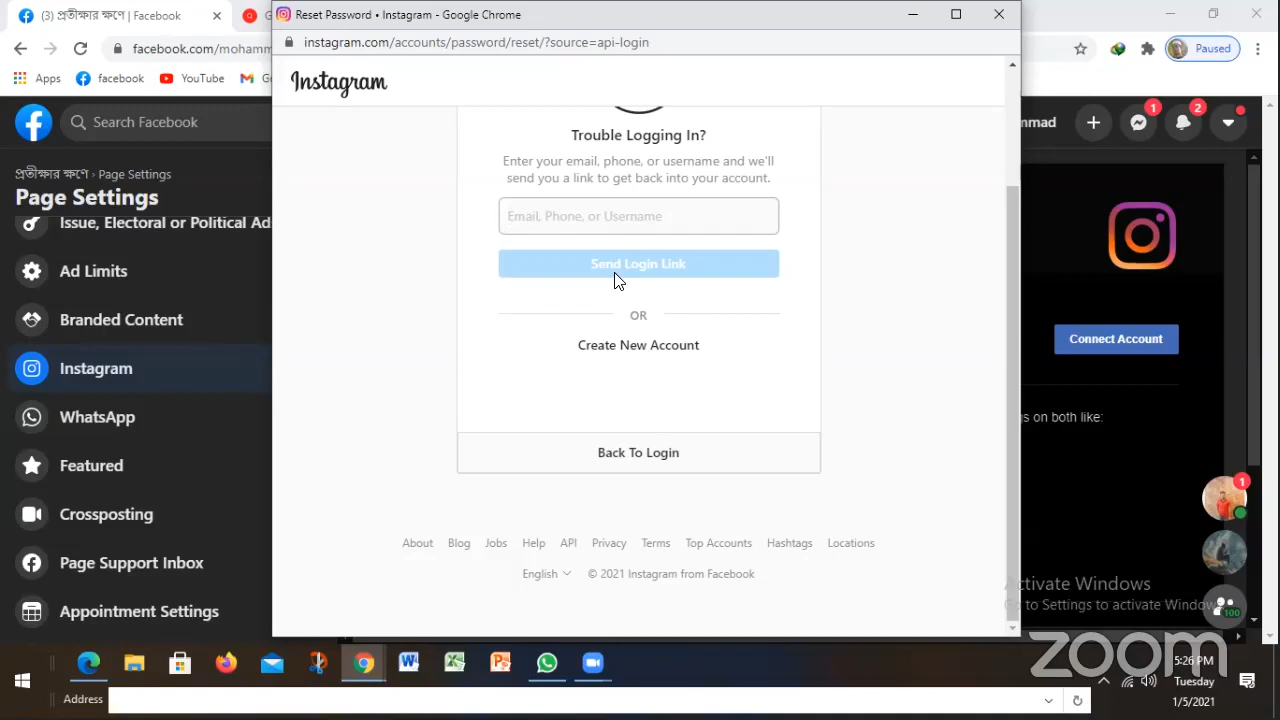 (3) প্রতীক্ষার ক্ষণে | Facebook
G
Reset Password • Instagram - Google Chrome
facebook.com/mohamm
instagram.com/accounts/password/reset/?source=api-login
Paused
Apps
facebook
YouTube
G
Instagram
Search Facebook
mmad
1
2
প্রতীক্ষার ক্ষণে · Page Settings
Page Settings
Issue, Electoral or Political Ad
Ad Limits
Branded Content
Instagram
WhatsApp
Featured
Crossposting
Page Support Inbox
Appointment Settings
Trouble Logging In?
Enter your email, phone, or username and we'll
send you a link to get back into your account.
Email, Phone, or Username
Send Login Link
OR
Create New Account
Back To Login
About Blog Jobs Help API Privacy Terms Top Accounts Hashtags Locations
English © 2021 Instagram from Facebook
Connect Account
s on both like:
1
100
Activate Windows
Go to Settings to activate Windows
zoom
5:26 PM
Tuesday
1/5/2021
Address